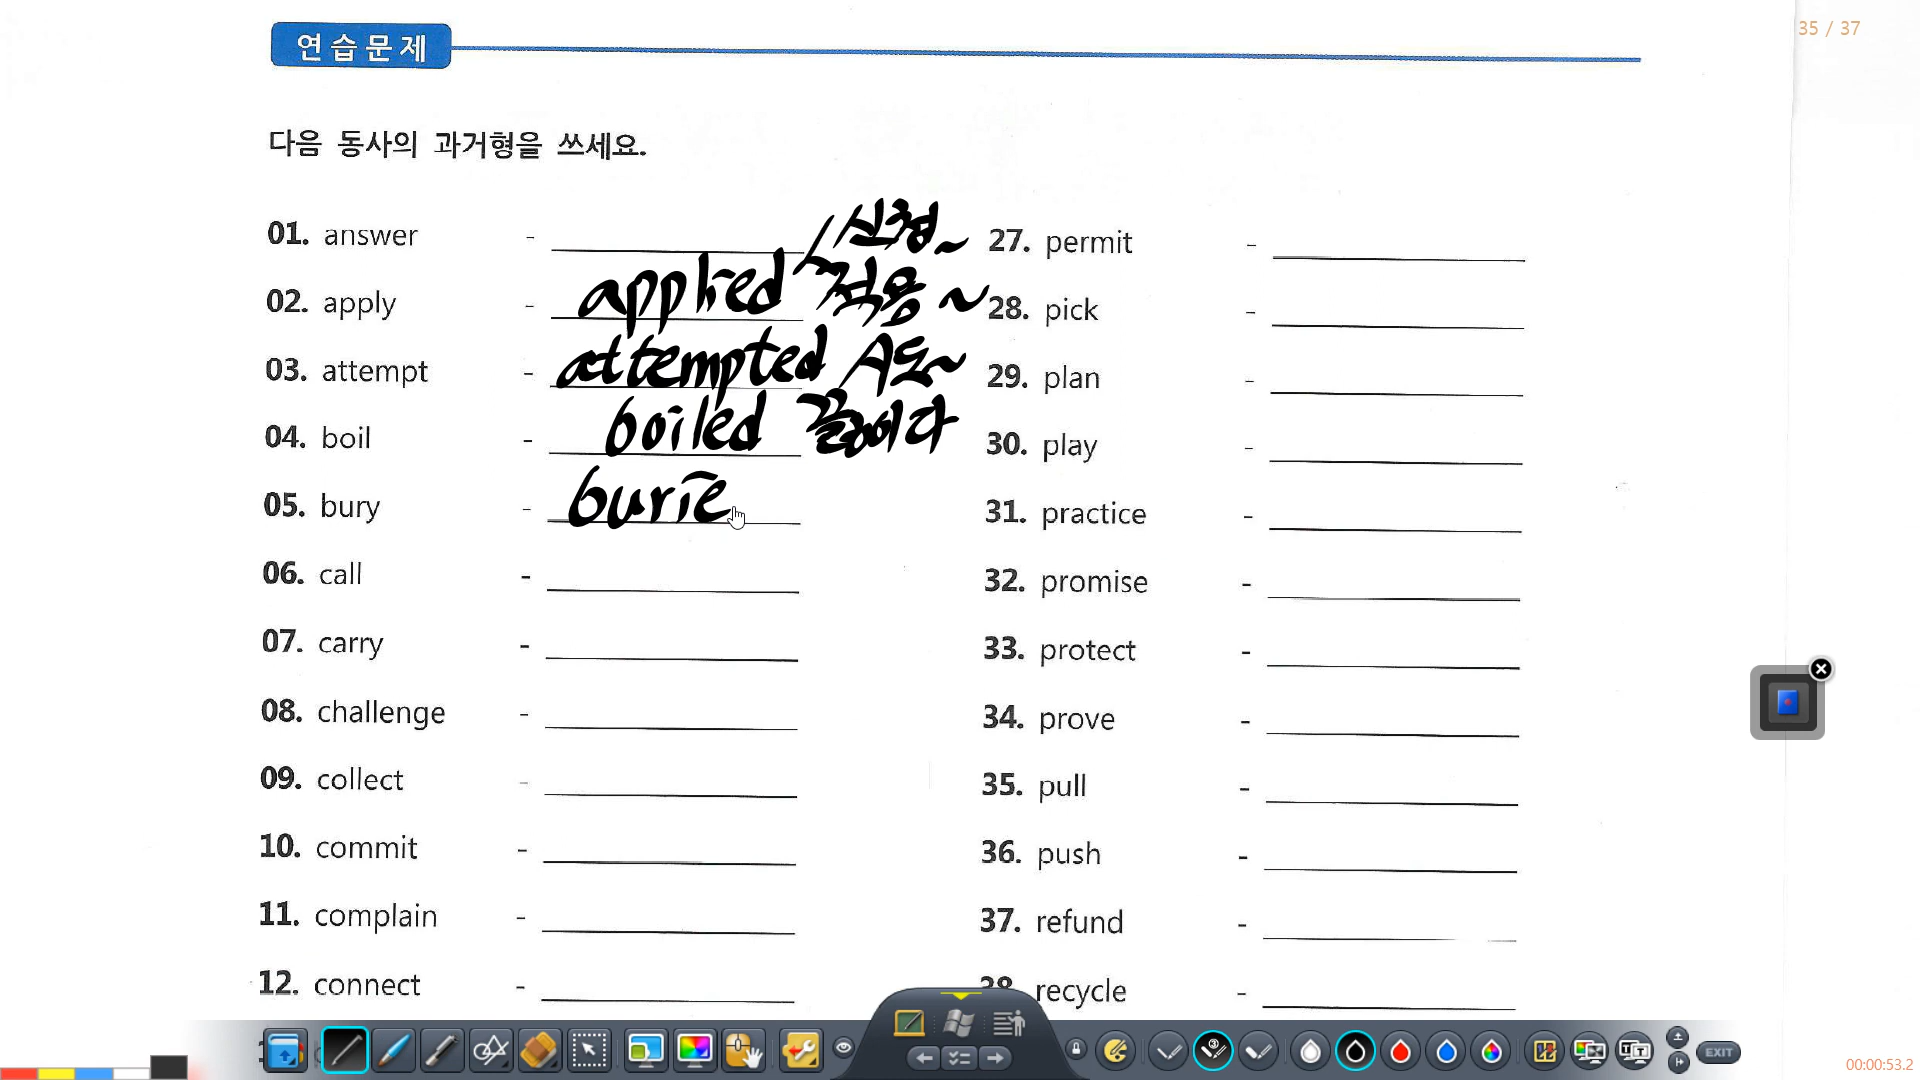 35 / 37
연습문제
다음 동사의 과거형을 쓰세요.
01. answer -
02. apply - applied /신청~ 적용~
03. attempt - attempted 시도~
04. boil - boiled 끓이다
05. bury - burie
06. call -
07. carry -
08. challenge -
09. collect -
10. commit -
11. complain -
12. connect -
27. permit -
28. pick -
29. plan -
30. play -
31. practice -
32. promise -
33. protect -
34. prove -
35. pull -
36. push -
37. refund -
38. recycle -
EXIT
00:00:53.2